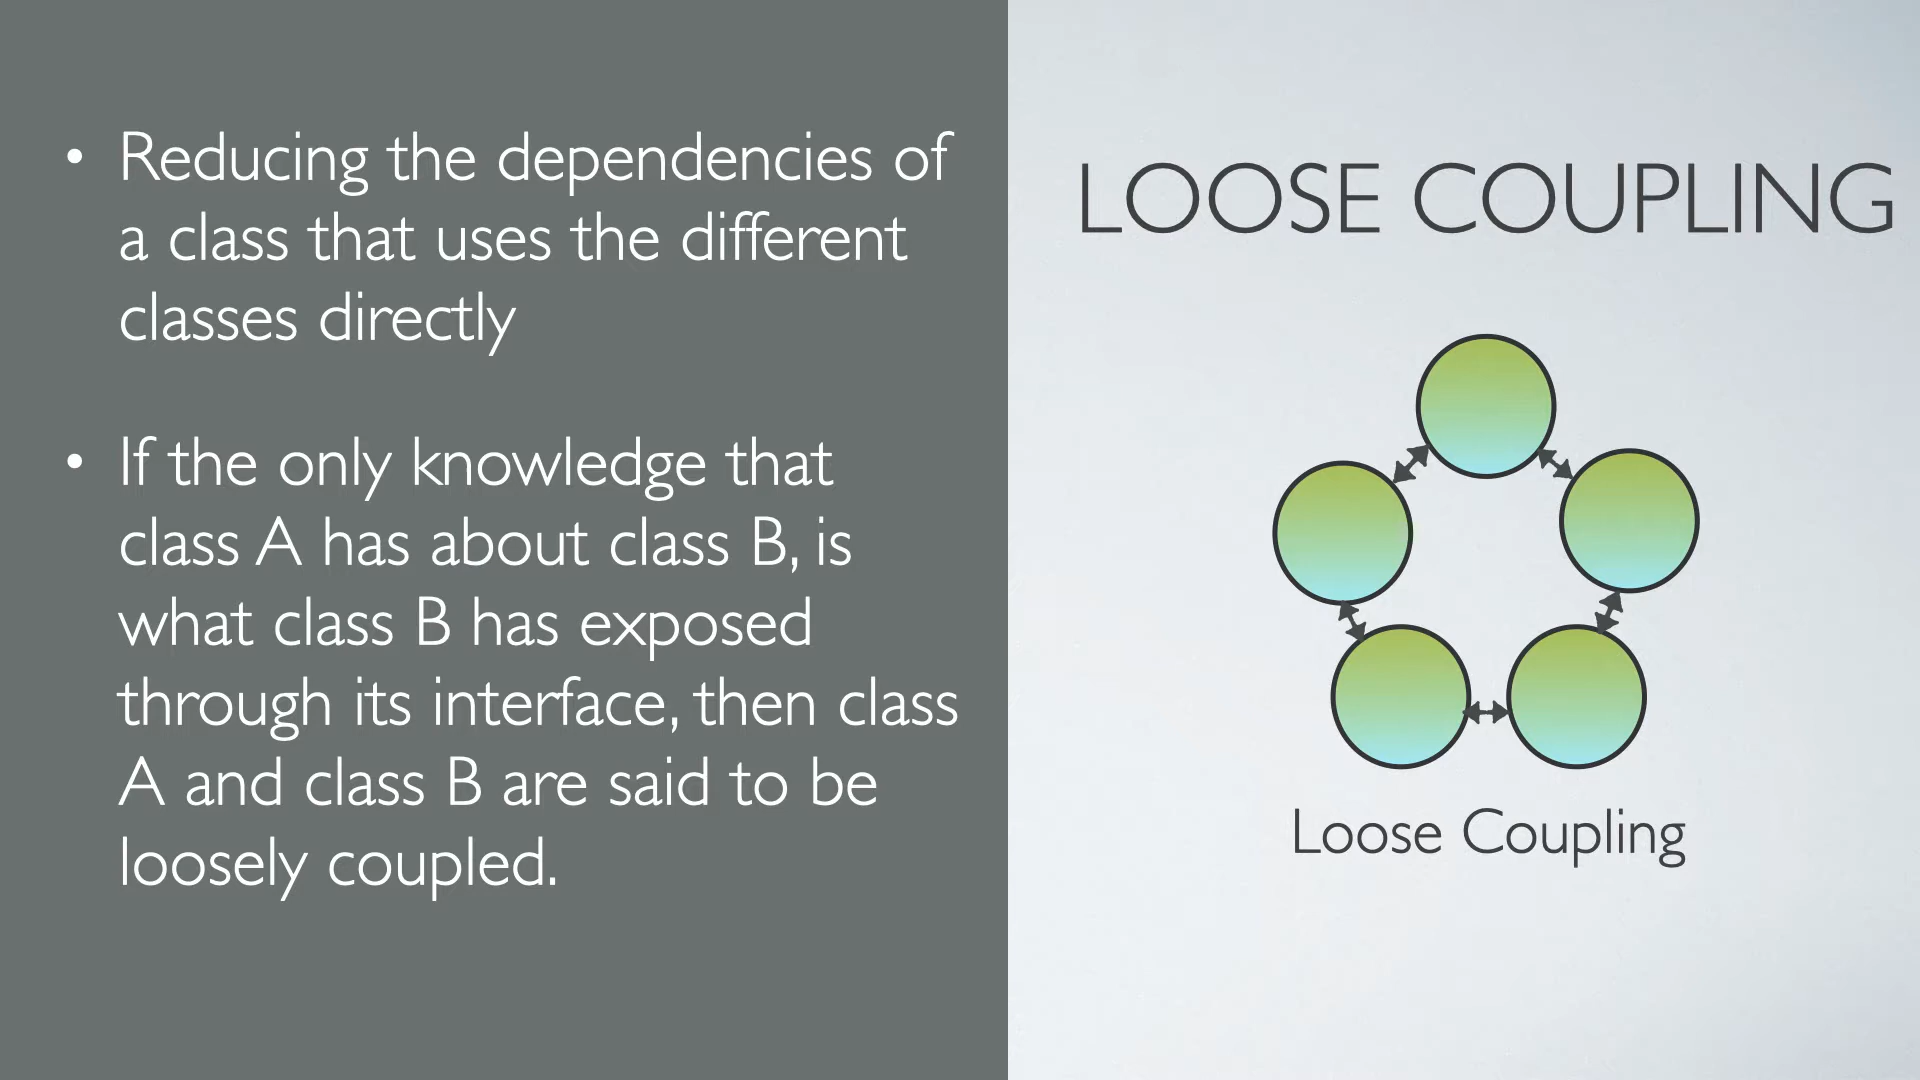 • Reducing the dependencies of
a class that uses the different
classes directly
• If the only knowledge that
class A has about class B, is
what class B has exposed
through its interface, then class
A and class B are said to be
loosely coupled.
LOOSE COUPLING
Loose Coupling